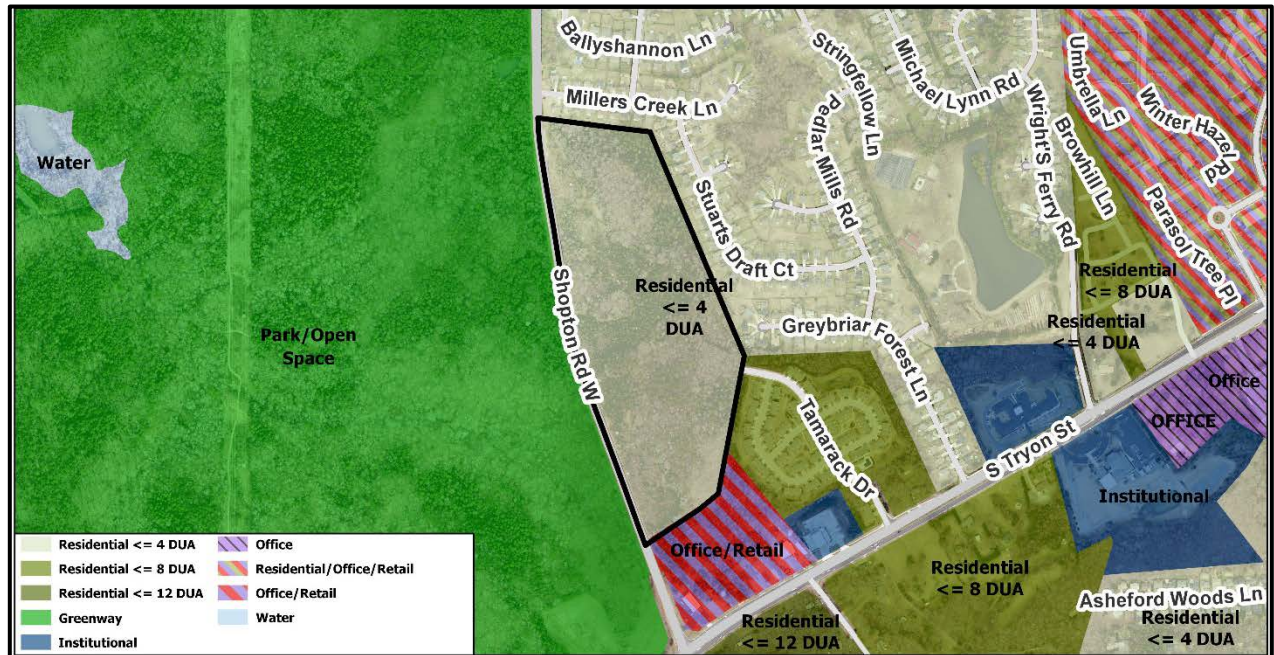 Ballyshannon Ln
Millers Creek Ln
Stringfellow Ln
Michael Lynn Rd
Pedlar Mills Rd
Wright'S Ferry Rd
Umbrella Ln
Winter Hazel Rd
Browhill Ln
Parasol Tree Pl
Water
Stuarts Draft Ct
Shopton Rd W
Residential
<= 4
DUA
Park/Open
Space
Greybriar Forest Ln
Residential
<= 8 DUA
Residential
<= 4 DUA
Office
OFFICE
Tamarack Dr
S Tryon St
Institutional
Office/Retail
Residential
<= 8 DUA
Asheford Woods Ln
Residential
<= 12 DUA
Residential
<= 4 DUA
Residential <= 4 DUA
Residential <= 8 DUA
Residential <= 12 DUA
Greenway
Institutional
Office
Residential/Office/Retail
Office/Retail
Water